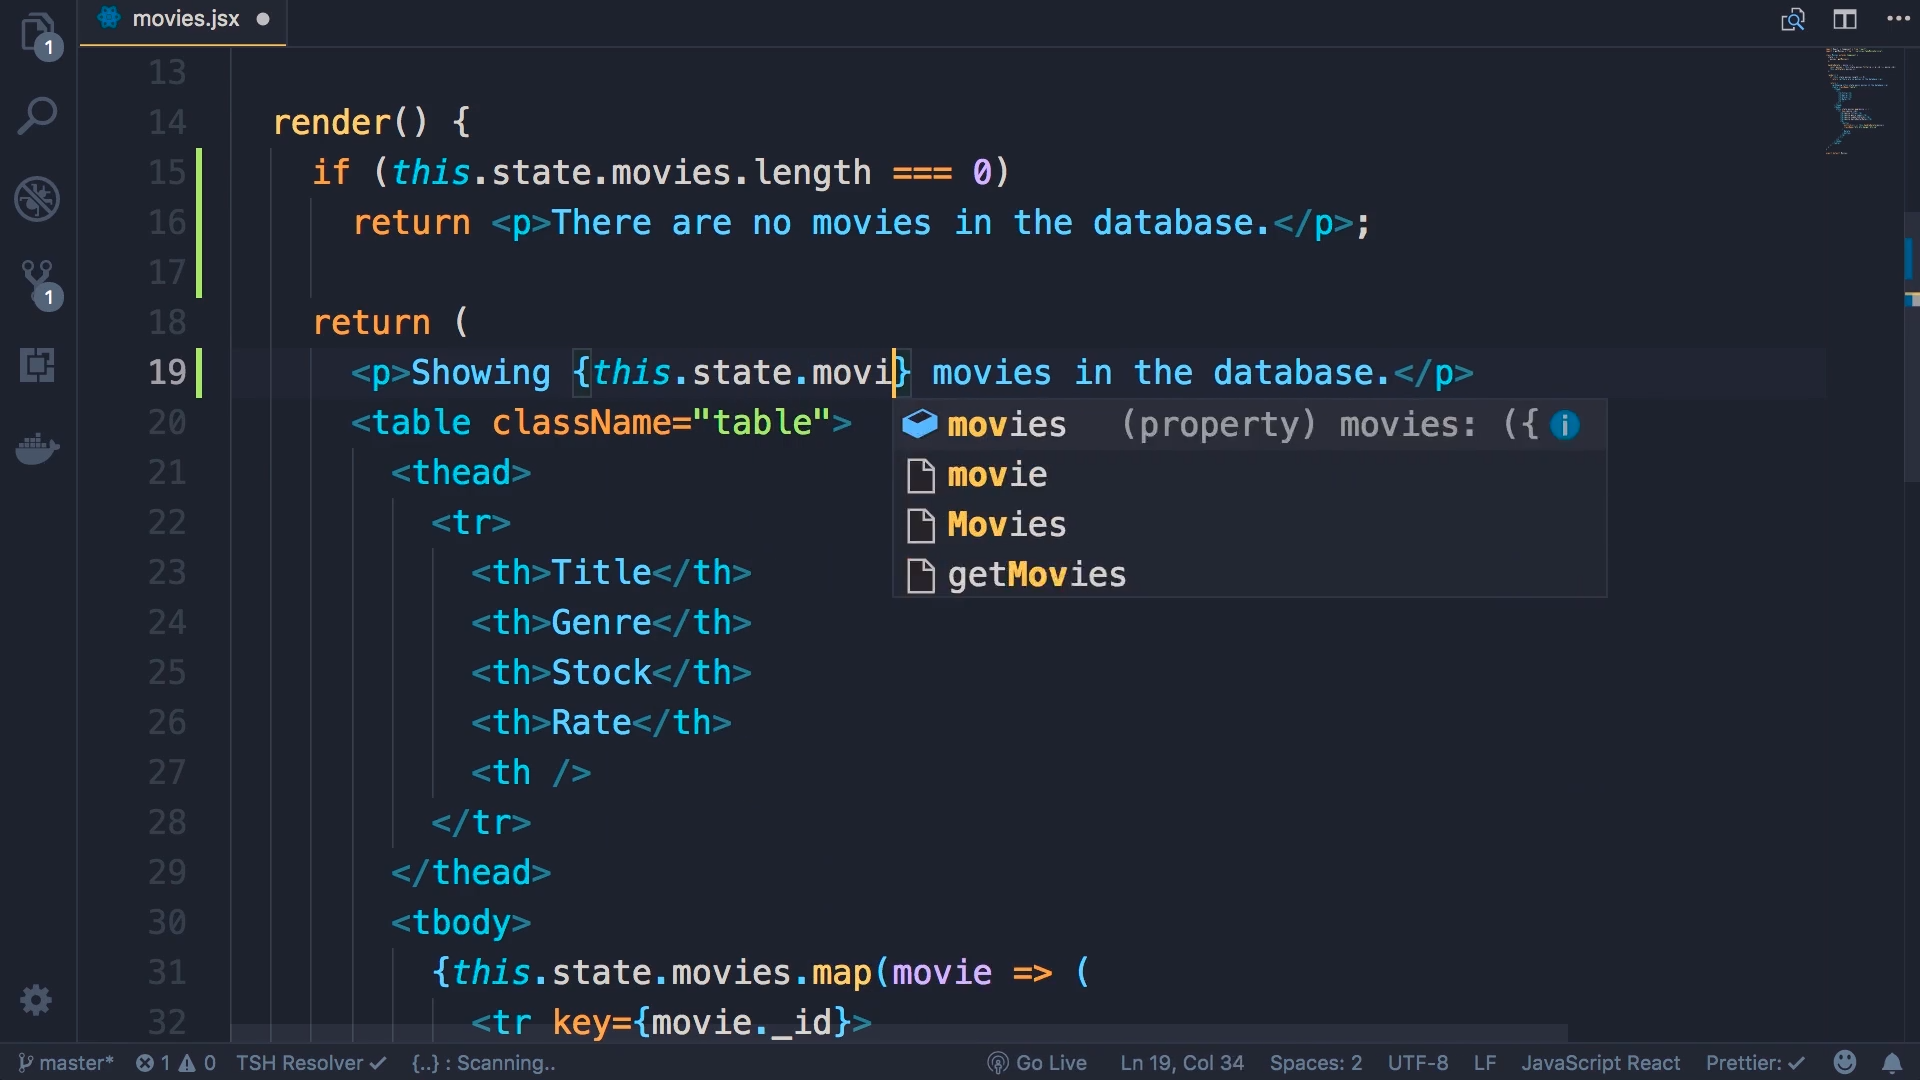 movies.jsx
1
1
13
14 render() {
15 if (this.state.movies.length === 0)
16 return <p>There are no movies in the database.</p>;
17
18 return (
19 <p>Showing {this.state.movi} movies in the database.</p>
20 <table className="table">
21 <thead>
22 <tr>
23 <th>Title</th>
24 <th>Genre</th>
25 <th>Stock</th>
26 <th>Rate</th>
27 <th />
28 </tr>
29 </thead>
30 <tbody>
31 {this.state.movies.map(movie => (
32 <tr key={movie._id}>
movies (property) movies: ({
movie
Movies
getMovies
master* 1 0 TSH Resolver ✓ {..} : Scanning.. Go Live Ln 19, Col 34 Spaces: 2 UTF-8 LF JavaScript React Prettier: ✓